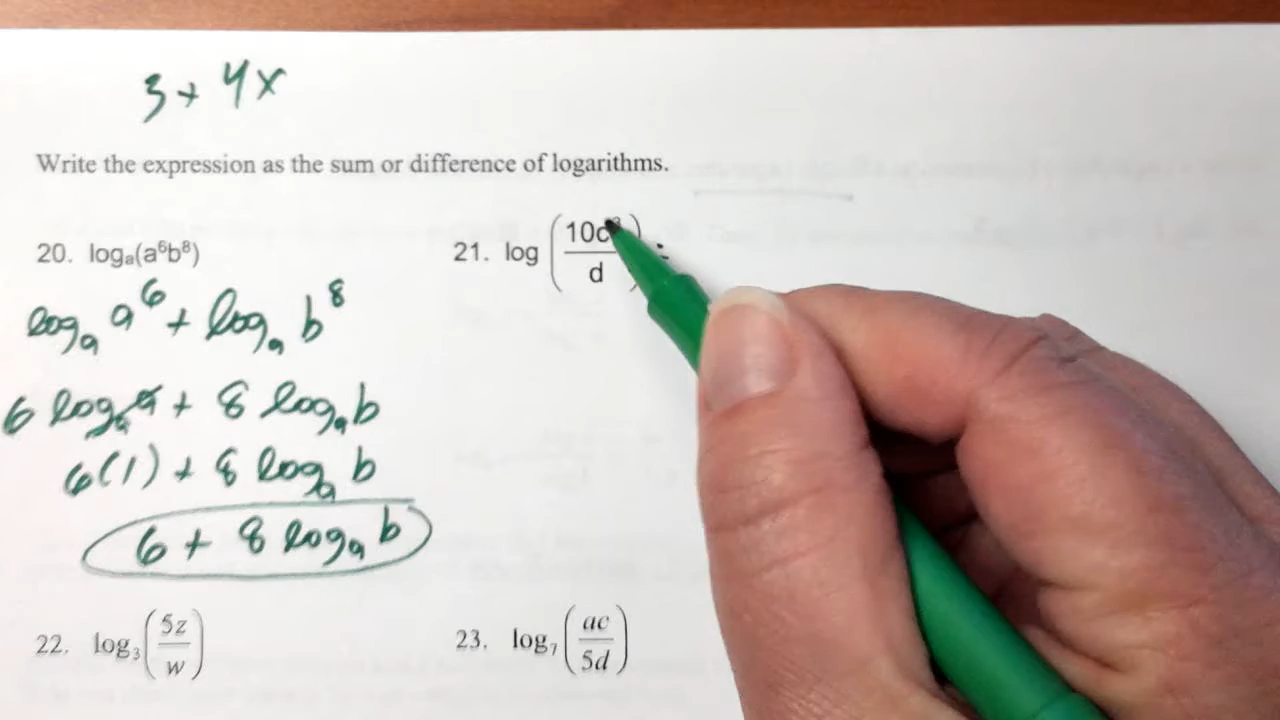 3 + 4x
Write the expression as the sum or difference of logarithms.
20. logₐ(a⁶b⁸)
21. log (10c / d)
logₐ a⁶ + logₐ b⁸
6 logₐ a + 8 logₐ b
6(1) + 8 logₐ b
6 + 8 logₐ b
22. log₃ (5z / w)
23. log₇ (ac / 5d)